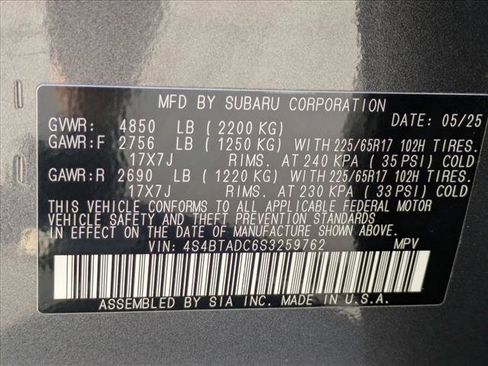 MFD BY SUBARU CORPORATION DATE: 05/25
GVWR: 4850 LB (2200 KG)
GAWR:F 2756 LB (1250 KG) WITH 225/65R17 102H TIRES.
17X7J RIMS. AT 240 KPA (35 PSI) COLD
GAWR:R 2690 LB (1220 KG) WITH 225/65R17 102H TIRES.
17X7J RIMS. AT 230 KPA (33 PSI) COLD
THIS VEHICLE CONFORMS TO ALL APPLICABLE FEDERAL MOTOR
VEHICLE SAFETY AND THEFT PREVENTION STANDARDS
IN EFFECT ON THE DATE OF MANUFACTURE SHOWN ABOVE.
VIN: 4S4BTADC6S3259762 MPV
ASSEMBLED BY SIA INC. MADE IN U.S.A.